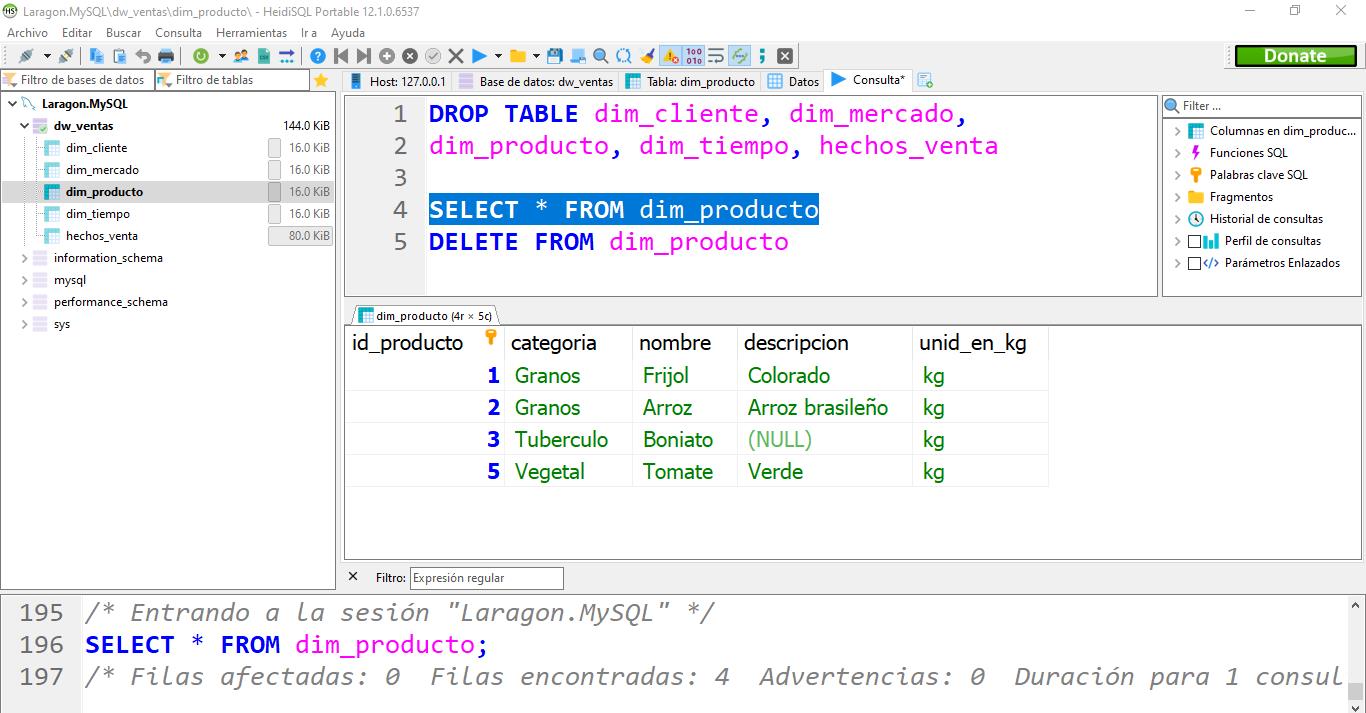 Laragon.MySQL\dw_ventas\dim_producto\ - HeidiSQL Portable 12.1.0.6537
Archivo Editar Buscar Consulta Herramientas Ir a Ayuda
Donate
Filtro de bases de datos Filtro de tablas
Host: 127.0.0.1 Base de datos: dw_ventas Tabla: dim_producto Datos Consulta*
Laragon.MySQL
dw_ventas 144.0 KiB
dim_cliente 16.0 KiB
dim_mercado 16.0 KiB
dim_producto 16.0 KiB
dim_tiempo 16.0 KiB
hechos_venta 80.0 KiB
information_schema
mysql
performance_schema
sys
1 DROP TABLE dim_cliente, dim_mercado,
2 dim_producto, dim_tiempo, hechos_venta
3
4 SELECT * FROM dim_producto
5 DELETE FROM dim_producto
Filter ...
Columnas en dim_produc...
Funciones SQL
Palabras clave SQL
Fragmentos
Historial de consultas
Perfil de consultas
Parámetros Enlazados
dim_producto (4r × 5c)
id_producto categoria nombre descripcion unid_en_kg
1 Granos Frijol Colorado kg
2 Granos Arroz Arroz brasileño kg
3 Tuberculo Boniato (NULL) kg
5 Vegetal Tomate Verde kg
Filtro: Expresión regular
195 /* Entrando a la sesión "Laragon.MySQL" */
196 SELECT * FROM dim_producto;
197 /* Filas afectadas: 0 Filas encontradas: 4 Advertencias: 0 Duración para 1 consul